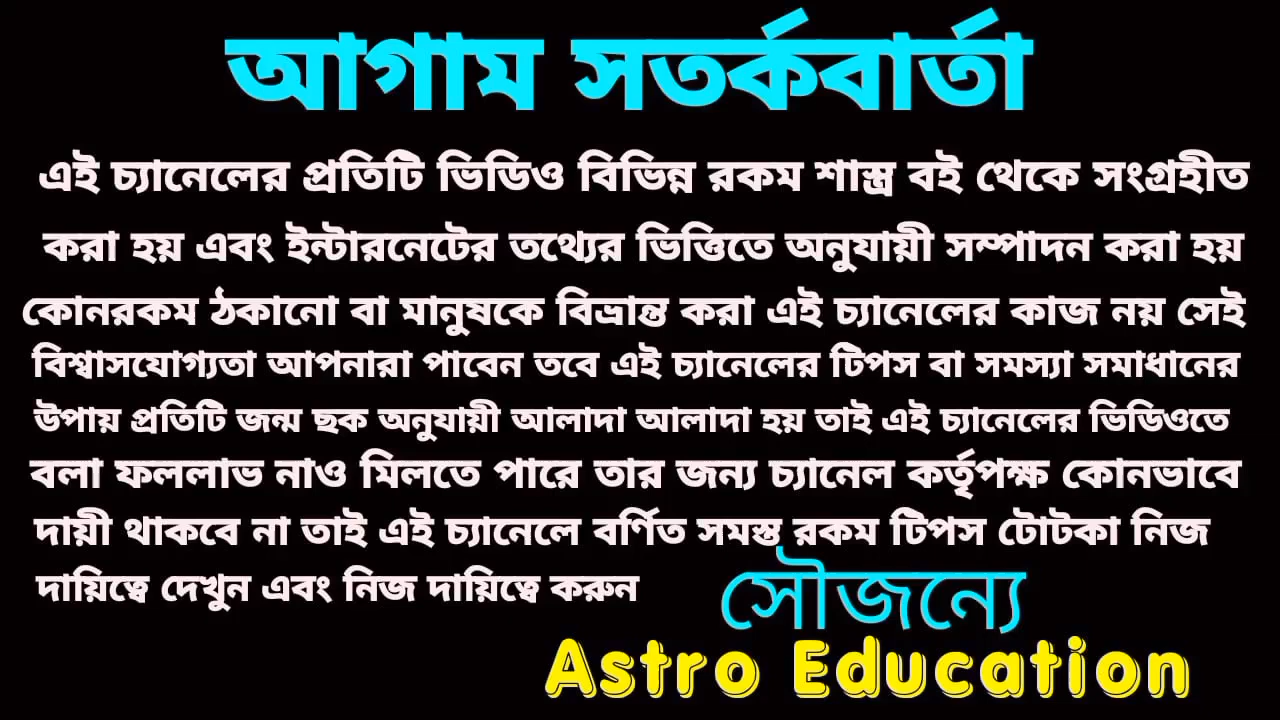 আগাম সতর্কবার্তা
এই চ্যানেলের প্রতিটি ভিডিও বিভিন্ন রকম শাস্ত্র বই থেকে সংগ্রহীত
করা হয় এবং ইন্টারনেটের তথ্যের ভিত্তিতে অনুযায়ী সম্পাদন করা হয়
কোনরকম ঠকানো বা মানুষকে বিভ্রান্ত করা এই চ্যানেলের কাজ নয় সেই
বিশ্বাসযোগ্যতা আপনারা পাবেন তবে এই চ্যানেলের টিপস বা সমস্যা সমাধানের
উপায় প্রতিটি জন্ম ছক অনুযায়ী আলাদা আলাদা হয় তাই এই চ্যানেলের ভিডিওতে
বলা ফললাভ নাও মিলতে পারে তার জন্য চ্যানেল কর্তৃপক্ষ কোনভাবে
দায়ী থাকবে না তাই এই চ্যানেলে বর্ণিত সমস্ত রকম টিপস টোটকা নিজ
দায়িত্বে দেখুন এবং নিজ দায়িত্বে করুন
সৌজন্যে
Astro Education